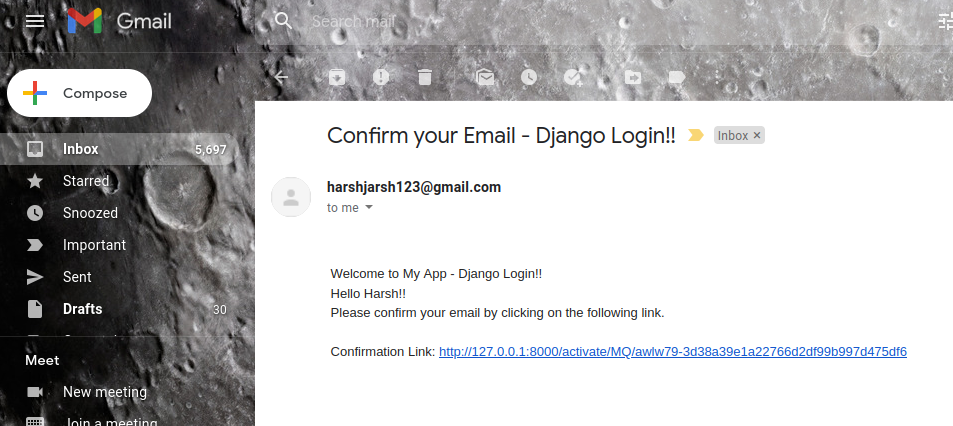 Gmail
Search mail
Compose
Confirm your Email - Django Login!! Inbox ×
Inbox 5,697
Starred
harshjarsh123@gmail.com
to me
Snoozed
Important
Sent
Welcome to My App - Django Login!!
Hello Harsh!!
Drafts 30
Please confirm your email by clicking on the following link.
Confirmation Link: http://127.0.0.1:8000/activate/MQ/awlw79-3d38a39e1a22766d2df99b997d475df6
Meet
New meeting
Join a meeting